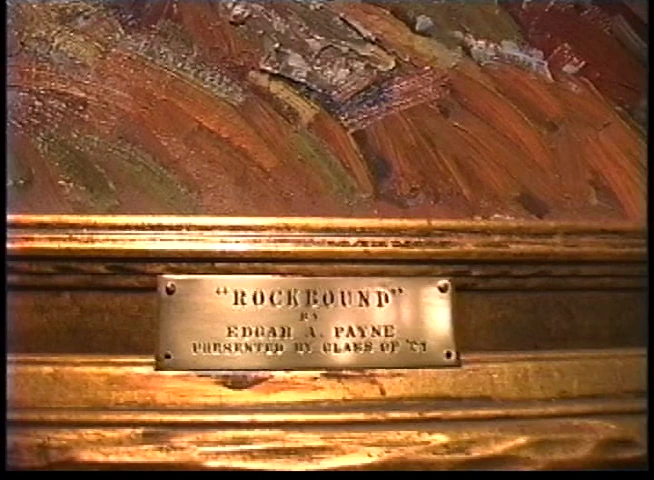 "ROCKBOUND"
BY
EDGAR A. PAYNE
PRESENTED BY CLASS OF